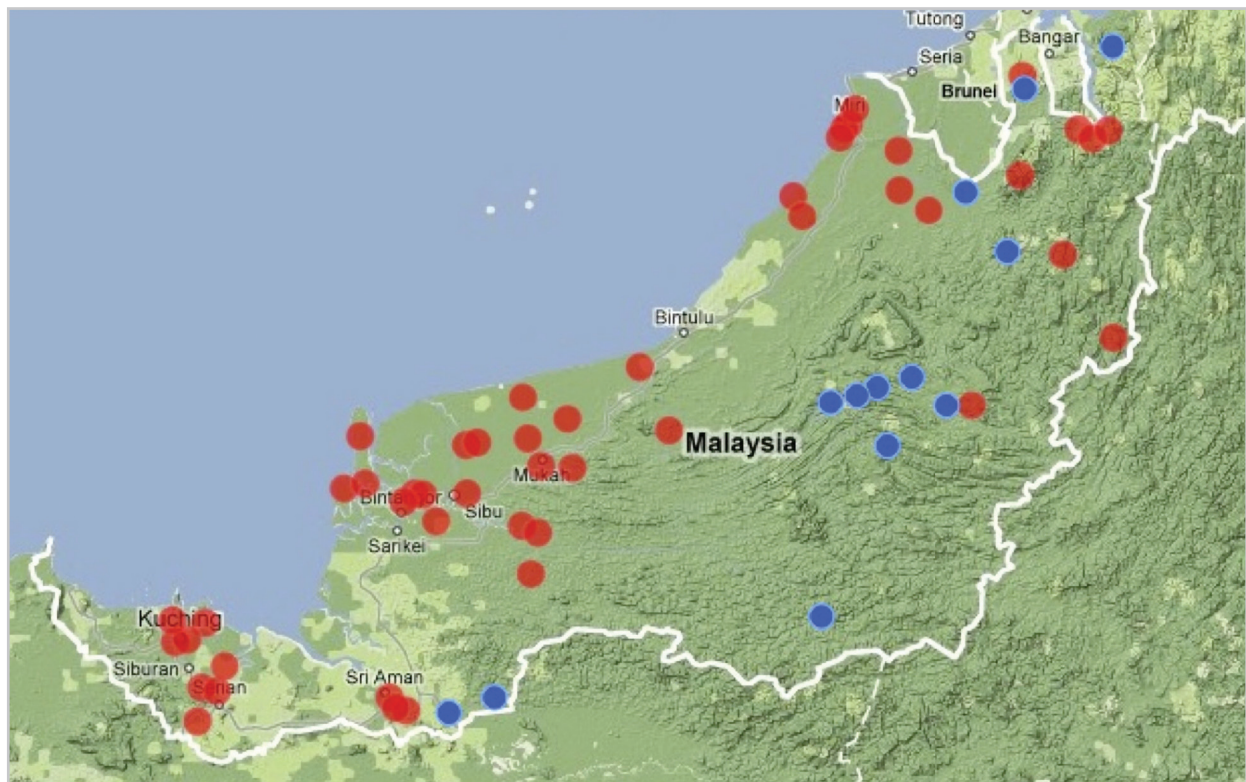 Tutong
Bangar
Seria
Brunei
Miri
Bintulu
Malaysia
Mukah
Bintangor
Sibu
Sarikei
Kuching
Siburan
Sri Aman
Serian